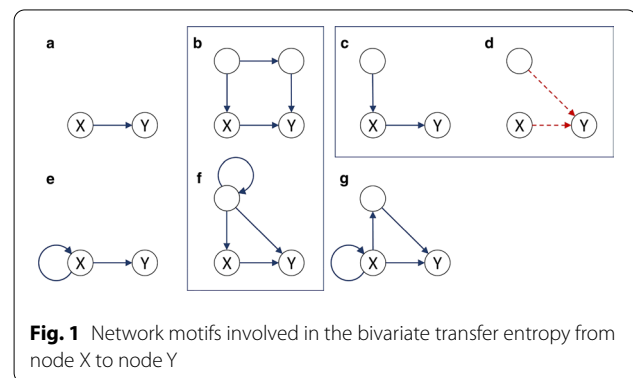 a
b
c
d
X
Y
X
Y
X
Y
X
Y
e
f
g
X
Y
X
Y
X
Y
Fig. 1 Network motifs involved in the bivariate transfer entropy from
node X to node Y